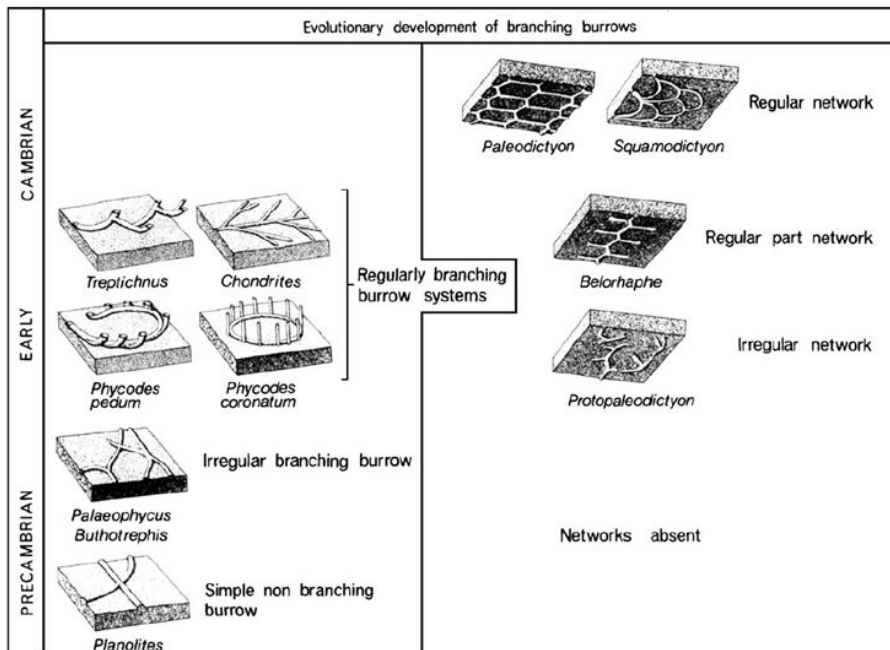 Evolutionary development of branching burrows
CAMBRIAN
EARLY
PRECAMBRIAN
Treptichnus
Chondrites
Regularly branching
burrow systems
Phycodes
pedum
Phycodes
coronatum
Irregular branching burrow
Palaeophycus
Buthotrephis
Simple non branching
burrow
Planolites
Paleodictyon
Squamodictyon
Regular network
Regular part network
Belorhaphe
Irregular network
Protopaleodictyon
Networks absent